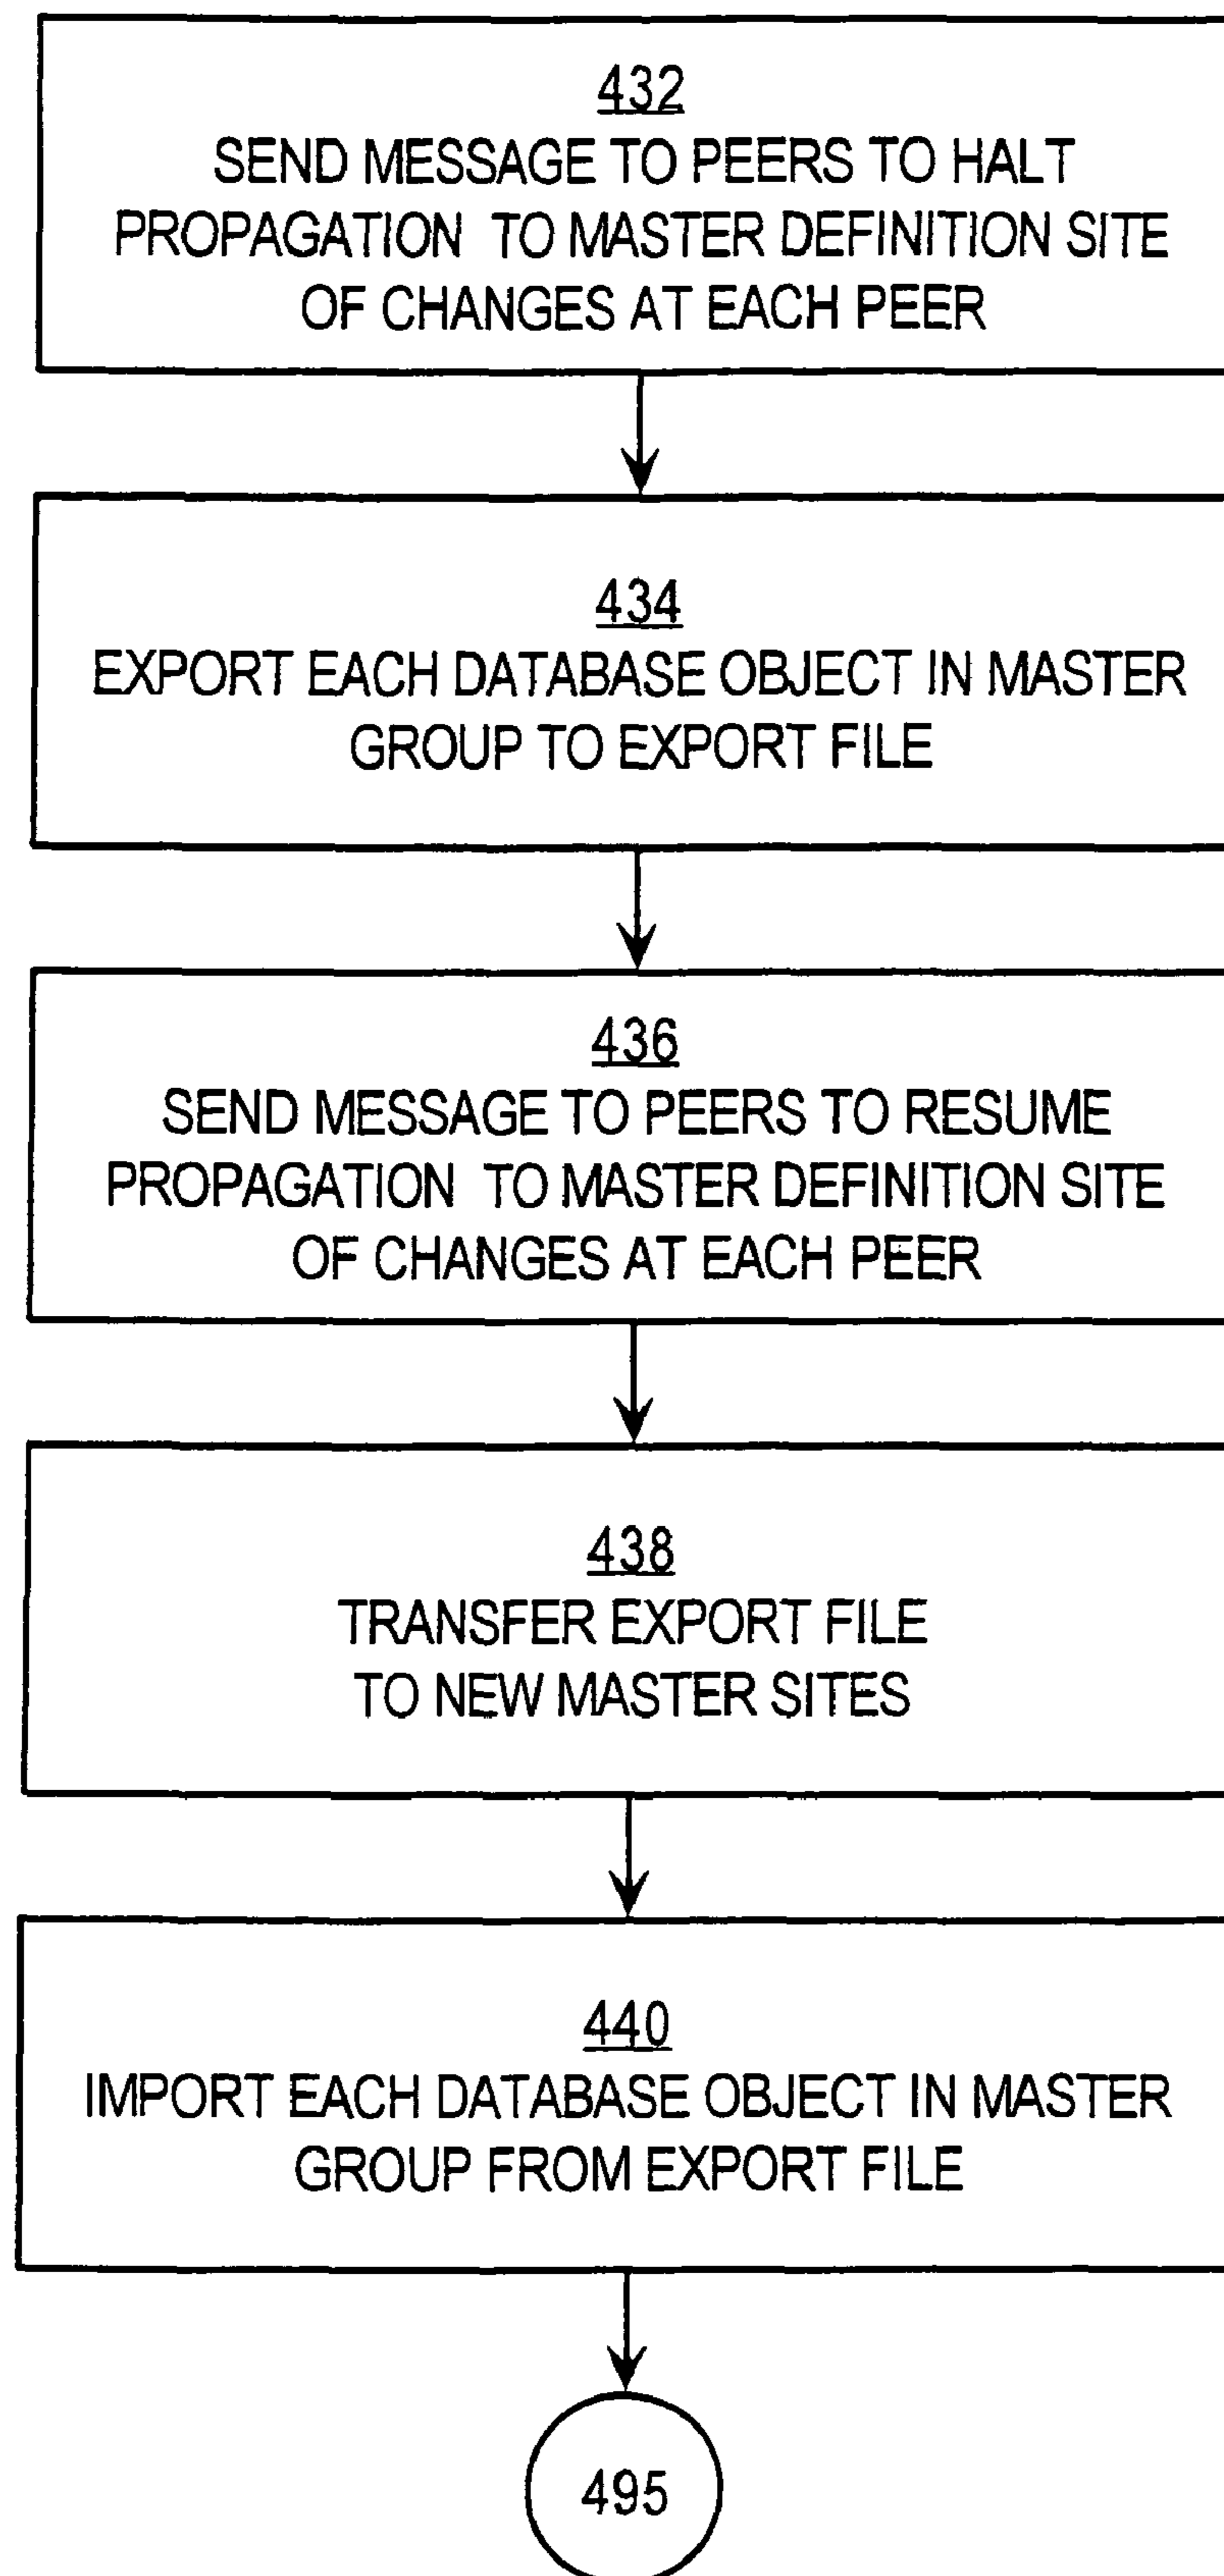 432
SEND MESSAGE TO PEERS TO HALT
PROPAGATION TO MASTER DEFINITION SITE
OF CHANGES AT EACH PEER
434
EXPORT EACH DATABASE OBJECT IN MASTER
GROUP TO EXPORT FILE
436
SEND MESSAGE TO PEERS TO RESUME
PROPAGATION TO MASTER DEFINITION SITE
OF CHANGES AT EACH PEER
438
TRANSFER EXPORT FILE
TO NEW MASTER SITES
440
IMPORT EACH DATABASE OBJECT IN MASTER
GROUP FROM EXPORT FILE
495